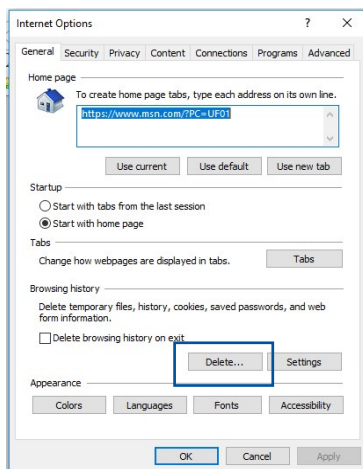 Internet Options
General Security Privacy Content Connections Programs Advanced
Home page
To create home page tabs, type each address on its own line.
https://www.msn.com/?PC=UF01
Use current Use default Use new tab
Startup
Start with tabs from the last session
Start with home page
Tabs
Change how webpages are displayed in tabs. Tabs
Browsing history
Delete temporary files, history, cookies, saved passwords, and web
form information.
Delete browsing history on exit
Delete... Settings
Appearance
Colors Languages Fonts Accessibility
OK Cancel Apply